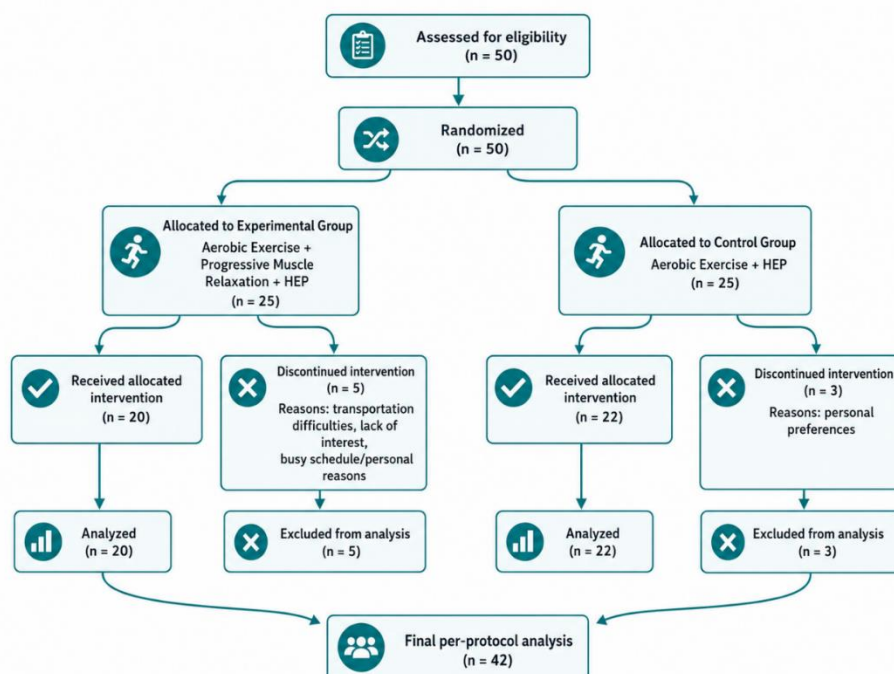 Assessed for eligibility
(n = 50)
Randomized
(n = 50)
Allocated to Experimental Group
Aerobic Exercise +
Progressive Muscle
Relaxation + HEP
(n = 25)
Allocated to Control Group
Aerobic Exercise + HEP
(n = 25)
Received allocated
intervention
(n = 20)
Discontinued intervention
(n = 5)
Reasons: transportation
difficulties, lack of
interest,
busy schedule/personal
reasons
Received allocated
intervention
(n = 22)
Discontinued intervention
(n = 3)
Reasons: personal
preferences
Analyzed
(n = 20)
Excluded from analysis
(n = 5)
Analyzed
(n = 22)
Excluded from analysis
(n = 3)
Final per-protocol analysis
(n = 42)